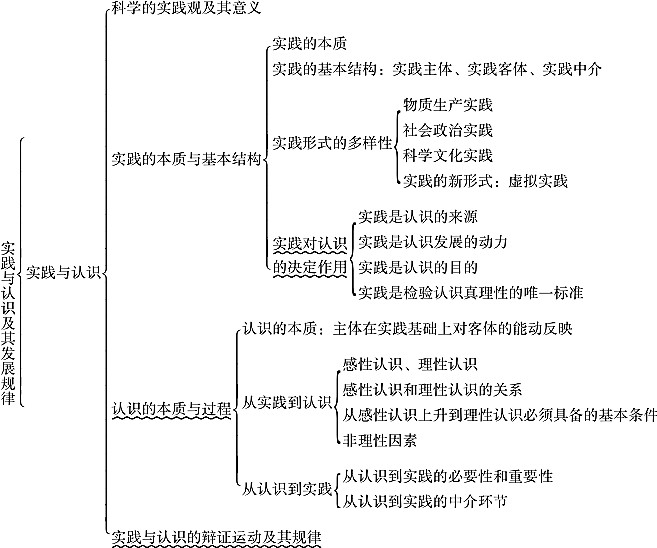 科学的实践观及其意义
实践的本质
实践的基本结构：实践主体、实践客体、实践中介
物质生产实践
社会政治实践
实践形式的多样性
科学文化实践
实践的本质与基本结构
实践的新形式：虚拟实践
实践是认识的来源
实践对认识
的决定作用
实践是认识发展的动力
实践是认识的目的
实践是检验认识真理性的唯一标准
实践与认识及其发展规律
实践与认识
认识的本质：主体在实践基础上对客体的能动反映
感性认识、理性认识
感性认识和理性认识的关系
从实践到认识
认识的本质与过程
从感性认识上升到理性认识必须具备的基本条件
非理性因素
从认识到实践
从认识到实践的必要性和重要性
从认识到实践的中介环节
实践与认识的辩证运动及其规律